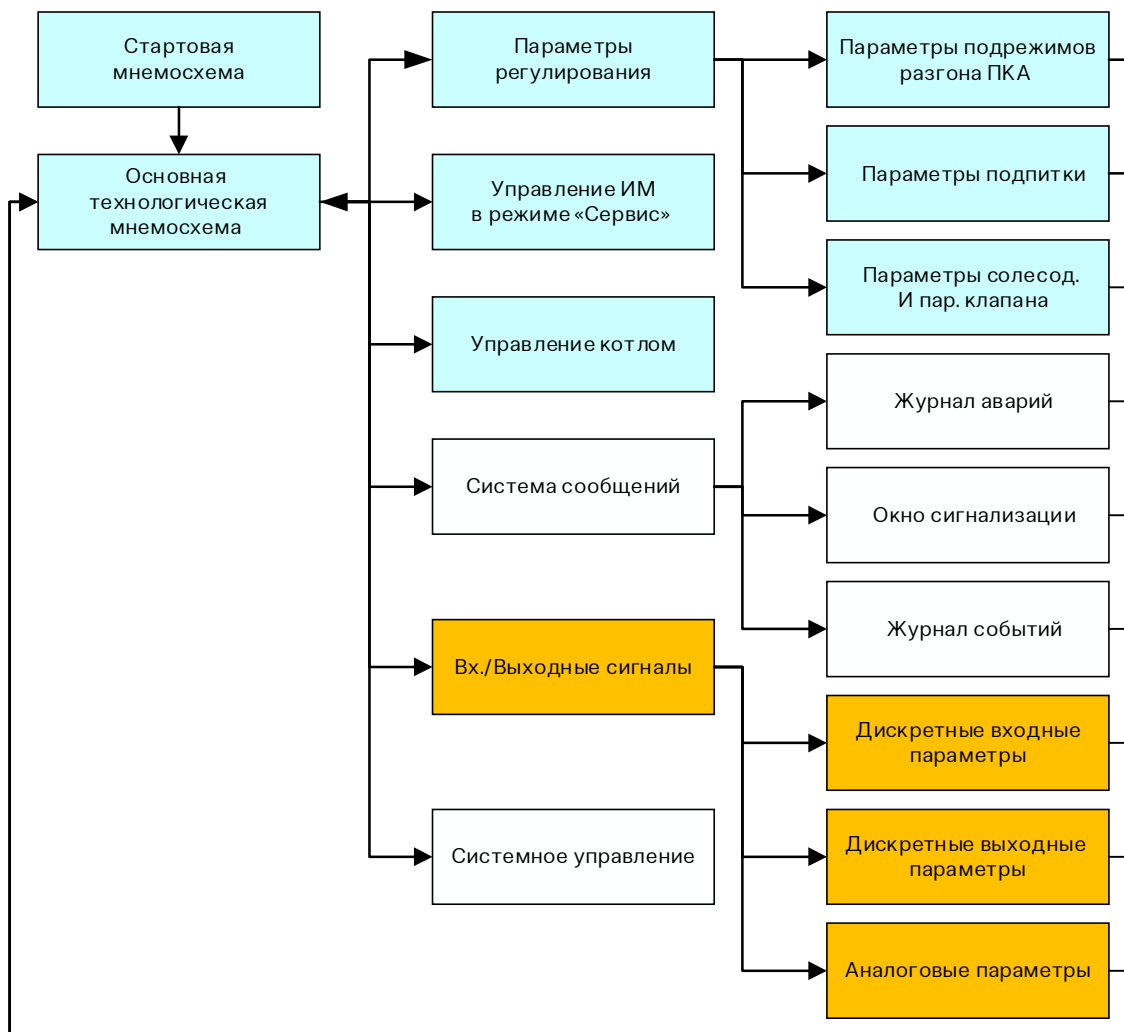 Стартовая
мнемосхема
Основная
технологическая
мнемосхема
Параметры
регулирования
Управление ИМ
в режиме «Сервис»
Управление котлом
Система сообщений
Вх./Выходные сигналы
Системное управление
Параметры подрежимов
разгона ПКА
Параметры подпитки
Параметры солесод.
И пар. клапана
Журнал аварий
Окно сигнализации
Журнал событий
Дискретные входные
параметры
Дискретные выходные
параметры
Аналоговые параметры